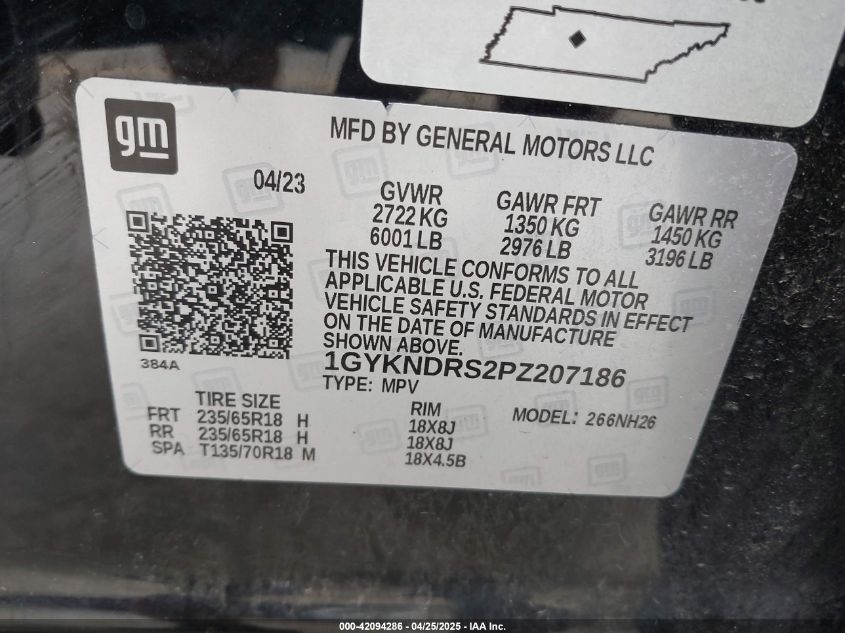 gm
MFD BY GENERAL MOTORS LLC
04/23
GVWR
2722 KG
6001 LB
GAWR FRT
1350 KG
2976 LB
GAWR RR
1450 KG
3196 LB
THIS VEHICLE CONFORMS TO ALL
APPLICABLE U.S. FEDERAL MOTOR
VEHICLE SAFETY STANDARDS IN EFFECT
ON THE DATE OF MANUFACTURE
SHOWN ABOVE.
384A
1GYKNDRS2PZ207186
TYPE: MPV
TIRE SIZE
RIM
MODEL: 266NH26
FRT 235/65R18 H 18X8J
RR 235/65R18 H 18X8J
SPA T135/70R18 M 18X4.5B
000-42094286 - 04/25/2025 - IAA Inc.